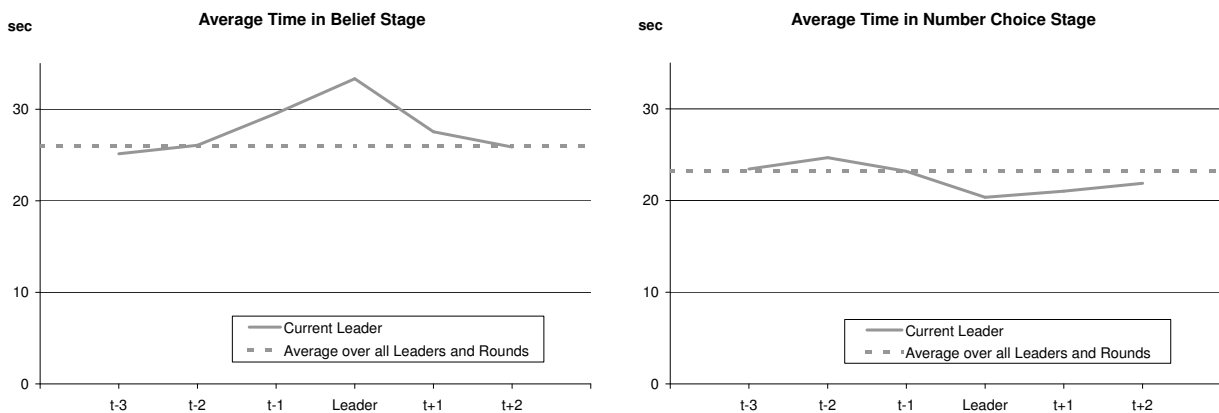 Average Time in Belief Stage
sec
30
20
10
0
Current Leader
Average over all Leaders and Rounds
t-3 t-2 t-1 Leader t+1 t+2
Average Time in Number Choice Stage
sec
30
20
10
0
Current Leader
Average over all Leaders and Rounds
t-3 t-2 t-1 Leader t+1 t+2